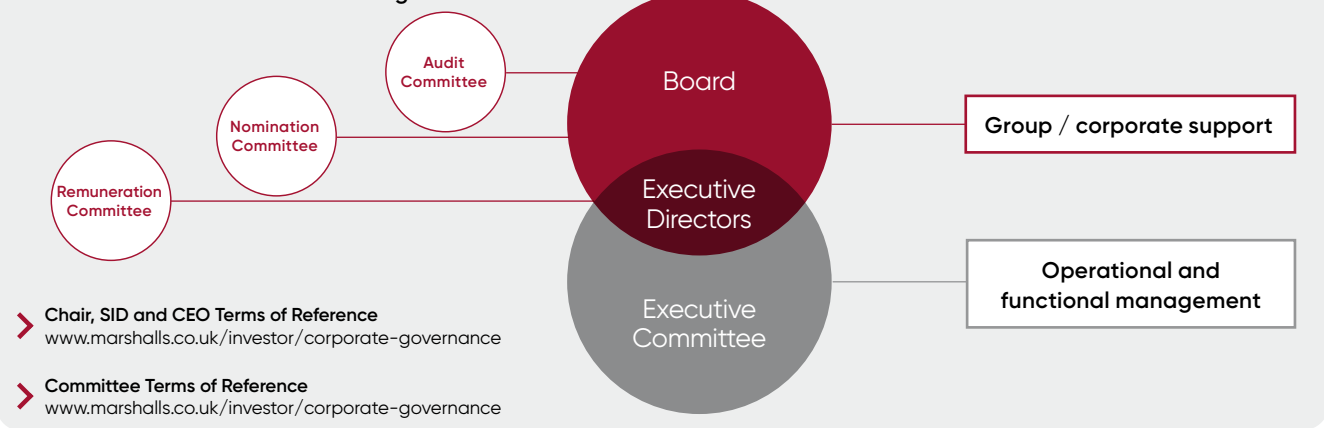 Audit
Committee
Nomination
Committee
Remuneration
Committee
Board
Executive
Directors
Executive
Committee
Group / corporate support
Operational and
functional management
Chair, SID and CEO Terms of Reference
www.marshalls.co.uk/investor/corporate-governance
Committee Terms of Reference
www.marshalls.co.uk/investor/corporate-governance